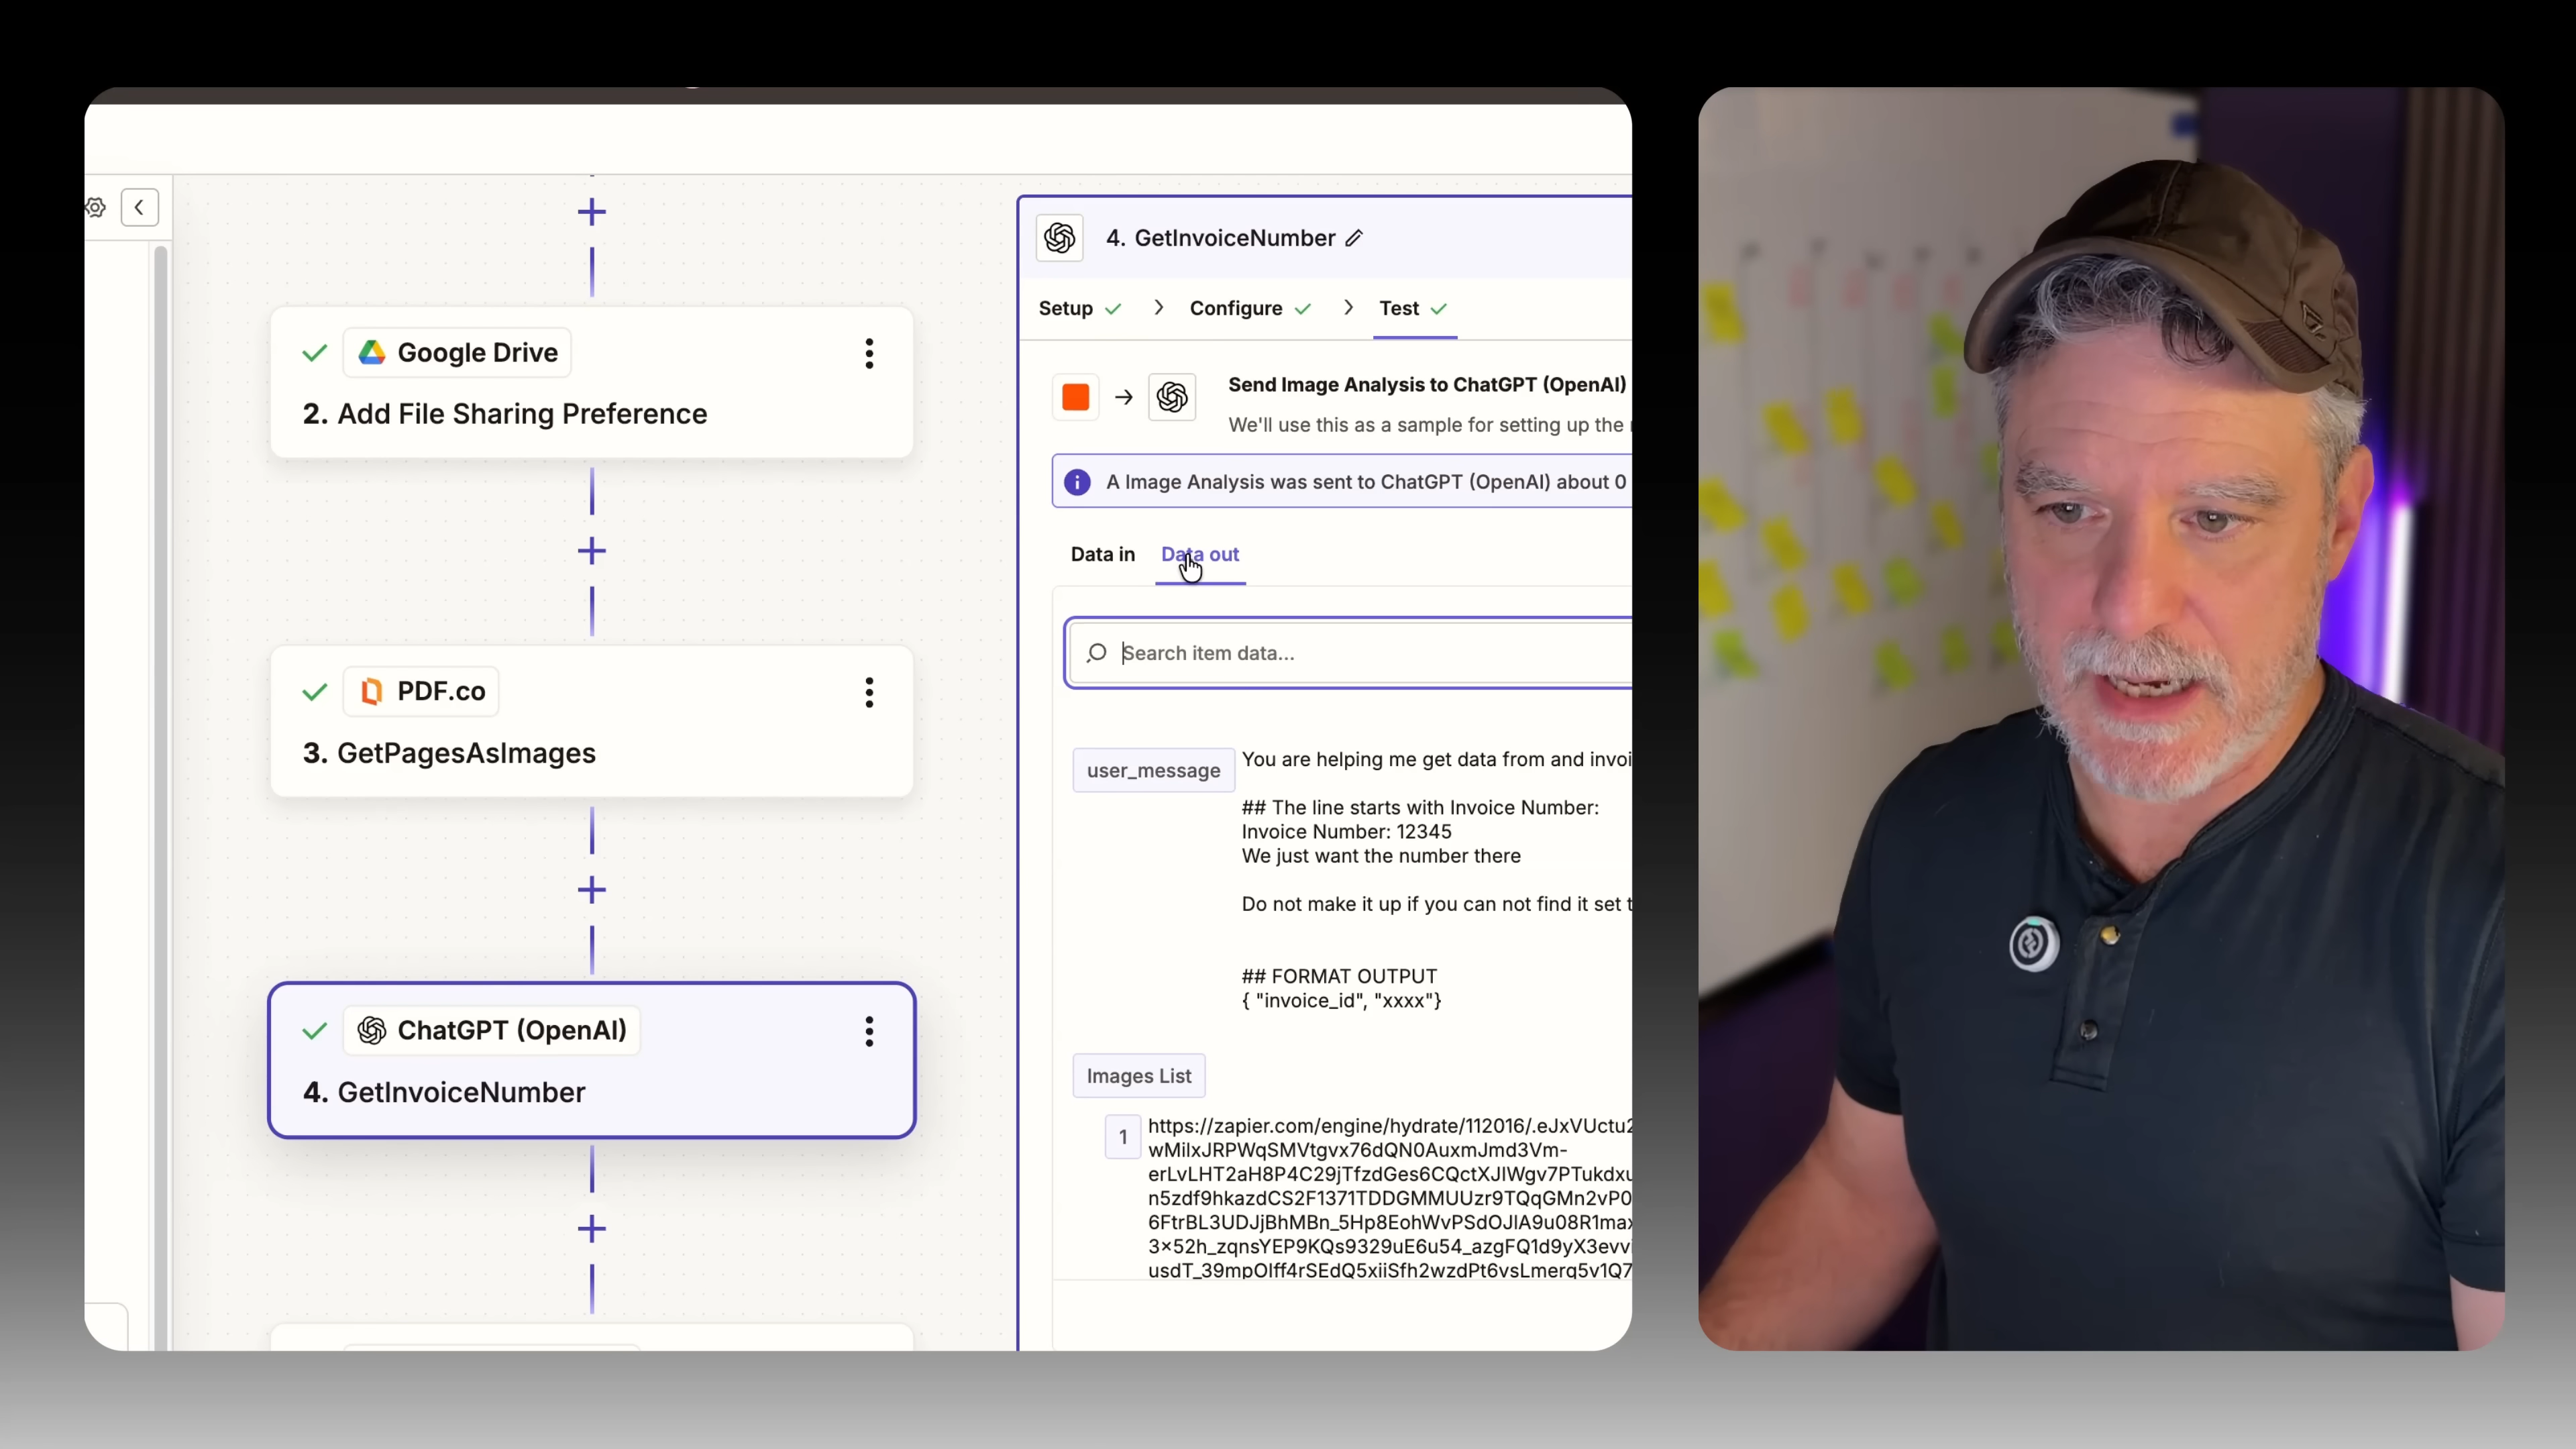 Google Drive
2. Add File Sharing Preference
PDF.co
3. GetPagesAsImages
ChatGPT (OpenAI)
4. GetInvoiceNumber
4. GetInvoiceNumber
Setup
Configure
Test
Send Image Analysis to ChatGPT (OpenAI)
We'll use this as a sample for setting up the
A Image Analysis was sent to ChatGPT (OpenAI) about 0
Data in
Data out
Search item data...
user_message
You are helping me get data from and invoi
## The line starts with Invoice Number:
Invoice Number: 12345
We just want the number there
Do not make it up if you can not find it set t
## FORMAT OUTPUT
{ "invoice_id", "xxxx"}
Images List
1
https://zapier.com/engine/hydrate/112016/.eJxVUctu2
wMilxJRPWqSMVtgvx76dQN0AuxmJmd3Vm-
erLvLHT2aH8P4C29jTfzdGes6CQctXJlWgv7PTukdxu
n5zdf9hkazdCS2F1371TDDGMMUUzr9TQqGMn2vP0
6FtrBL3UDJjBhMBn_5Hp8EohWvPSdOJlA9u08R1max
3x52h_zqnsYEP9KQs9329uE6u54_azgFQ1d9yX3evvi
usdT_39mpOlff4rSEdQ5xiiSfh2wzdPt6vsLmerq5v1Q7